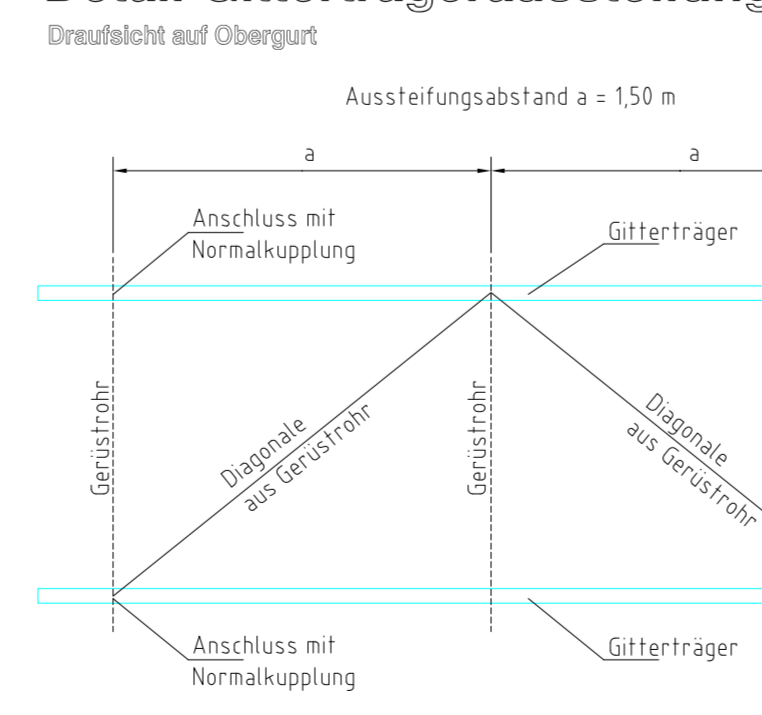 Draufsicht auf Obergurt
Aussteifungsabstand a = 1,50 m
a
a
Anschluss mit
Normalkupplung
Gitterträger
Gerüstrohr
Diagonale
aus Gerüstrohr
Gerüstrohr
Diagonale
aus Gerüstrohr
Anschluss mit
Normalkupplung
Gitterträger